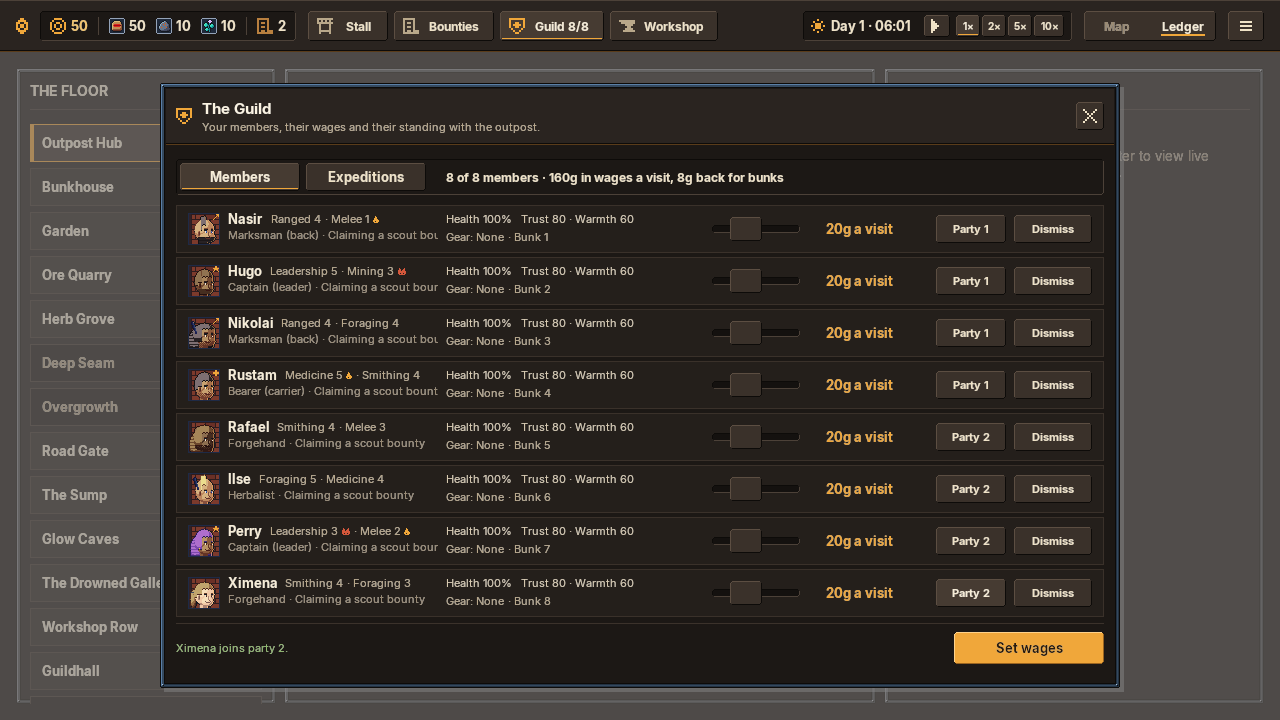 50 50 10 10 2 Stall Bounties Guild 8/8 Workshop Day 1 · 06:01 1× 2× 5× 10× Map Ledger
THE FLOOR
Outpost Hub
Bunkhouse
Garden
Ore Quarry
Herb Grove
Deep Seam
Overgrowth
Road Gate
The Sump
Glow Caves
The Drowned Galle
Workshop Row
Guildhall
er to view live
The Guild
Your members, their wages and their standing with the outpost.
Members Expeditions 8 of 8 members · 160g in wages a visit, 8g back for bunks
Nasir Ranged 4 · Melee 1 Health 100% Trust 80 · Warmth 60
Marksman (back) · Claiming a scout bou Gear: None · Bunk 1
20g a visit Party 1 Dismiss
Hugo Leadership 5 · Mining 3 Health 100% Trust 80 · Warmth 60
Captain (leader) · Claiming a scout bour Gear: None · Bunk 2
20g a visit Party 1 Dismiss
Nikolai Ranged 4 · Foraging 4 Health 100% Trust 80 · Warmth 60
Marksman (back) · Claiming a scout bou Gear: None · Bunk 3
20g a visit Party 1 Dismiss
Rustam Medicine 5 · Smithing 4 Health 100% Trust 80 · Warmth 60
Bearer (carrier) · Claiming a scout bount Gear: None · Bunk 4
20g a visit Party 1 Dismiss
Rafael Smithing 4 · Melee 3 Health 100% Trust 80 · Warmth 60
Forgehand · Claiming a scout bounty Gear: None · Bunk 5
20g a visit Party 2 Dismiss
Ilse Foraging 5 · Medicine 4 Health 100% Trust 80 · Warmth 60
Herbalist · Claiming a scout bounty Gear: None · Bunk 6
20g a visit Party 2 Dismiss
Perry Leadership 3 · Melee 2 Health 100% Trust 80 · Warmth 60
Captain (leader) · Claiming a scout bour Gear: None · Bunk 7
20g a visit Party 2 Dismiss
Ximena Smithing 4 · Foraging 3 Health 100% Trust 80 · Warmth 60
Forgehand · Claiming a scout bounty Gear: None · Bunk 8
20g a visit Party 2 Dismiss
Ximena joins party 2. Set wages